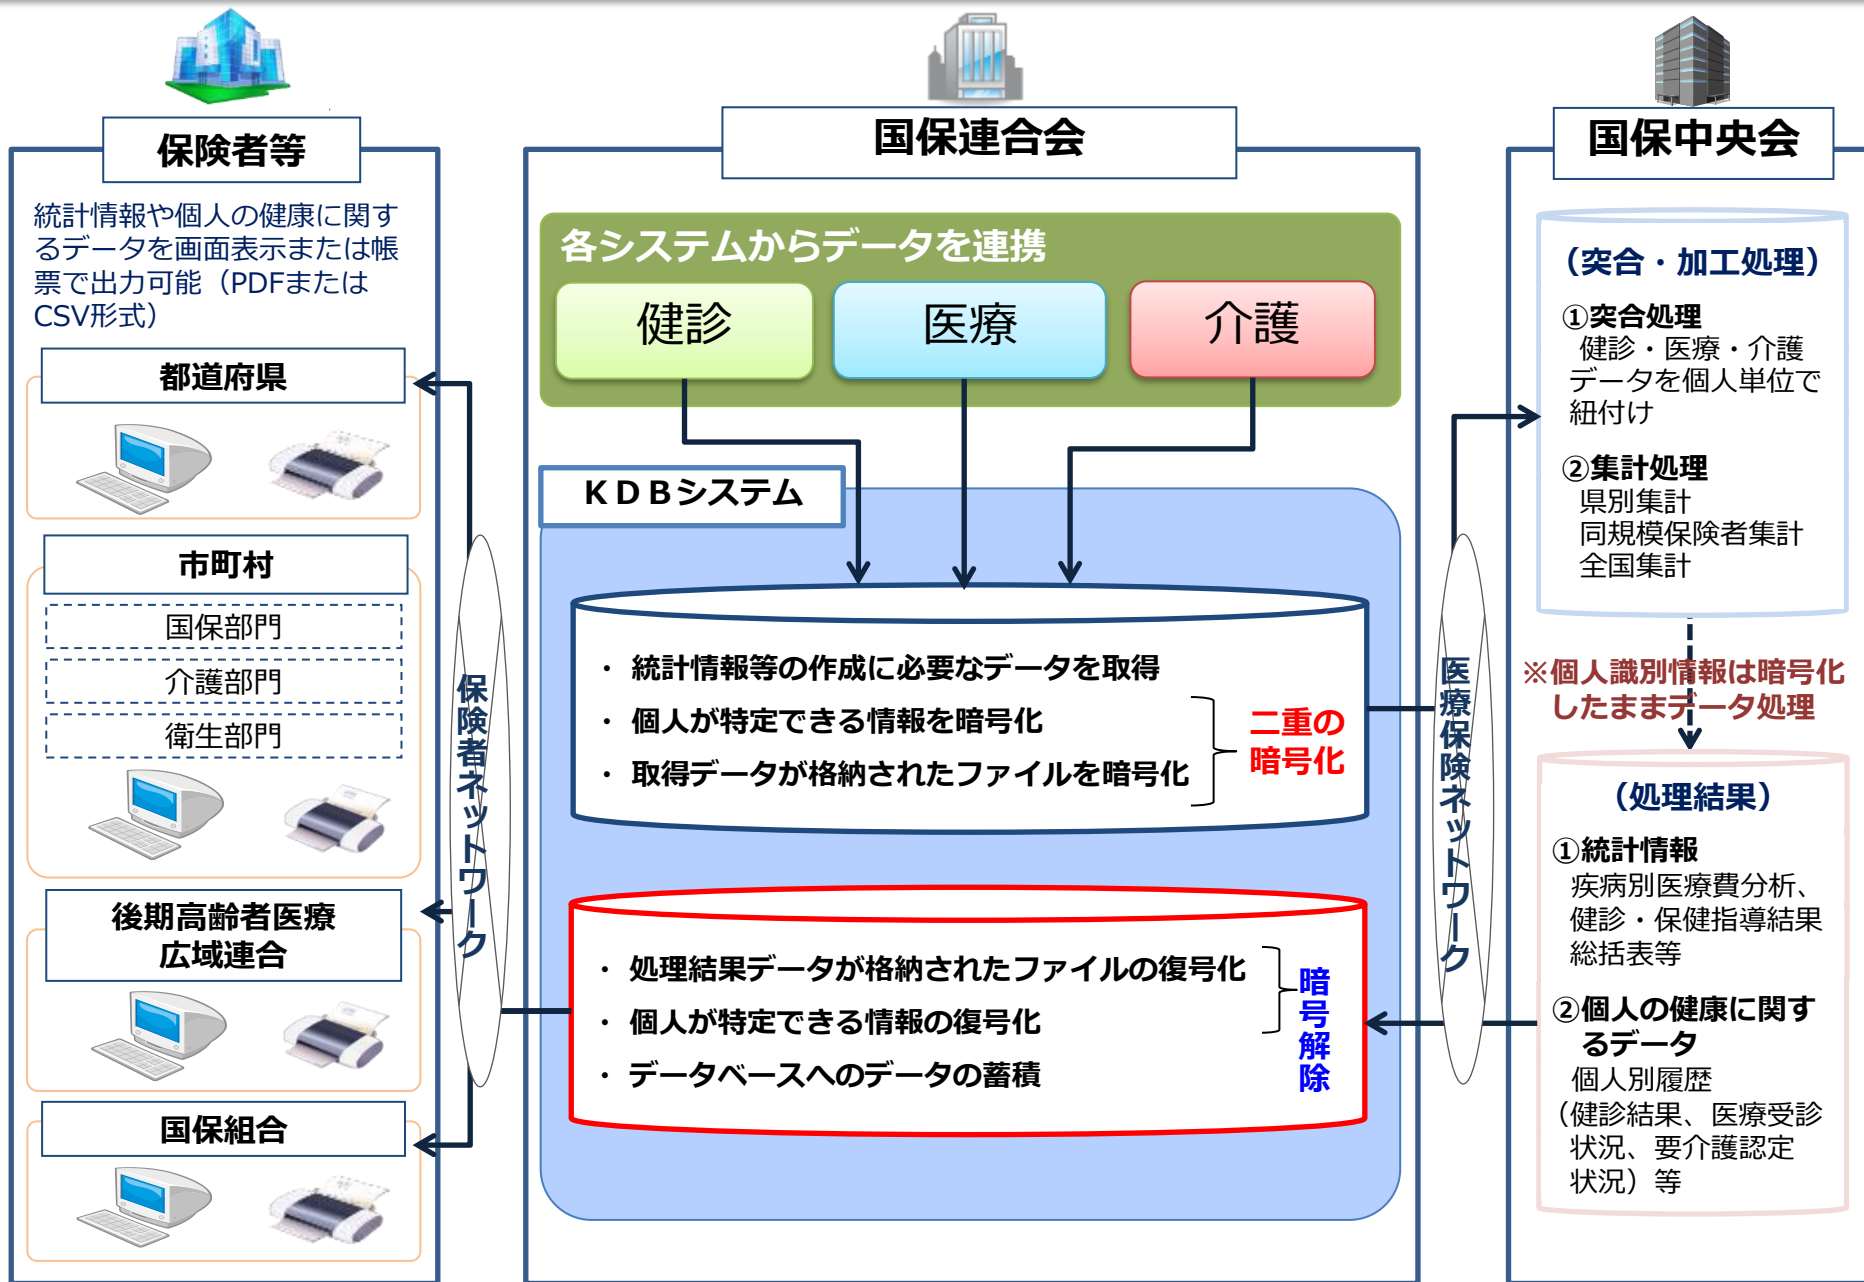 保険者等
統計情報や個人の健康に関す
るデータを画面表示または帳
票で出力可能（PDFまたは
CSV形式）
都道府県
市町村
国保部門
介護部門
衛生部門
後期高齢者医療
広域連合
国保組合
保険者ネットワーク
国保連合会
各システムからデータを連携
健診
医療
介護
ＫＤＢシステム
・ 統計情報等の作成に必要なデータを取得
・ 個人が特定できる情報を暗号化
・ 取得データが格納されたファイルを暗号化
二重の
暗号化
・ 処理結果データが格納されたファイルの復号化
・ 個人が特定できる情報の復号化
・ データベースへのデータの蓄積
暗号解除
医療保険ネットワーク
国保中央会
（突合・加工処理）
①突合処理
健診・医療・介護
データを個人単位で
紐付け
②集計処理
県別集計
同規模保険者集計
全国集計
※個人識別情報は暗号化
したままデータ処理
（処理結果）
①統計情報
疾病別医療費分析、
健診・保健指導結果
総括表等
②個人の健康に関す
るデータ
個人別履歴
（健診結果、医療受診
状況、要介護認定
状況）等